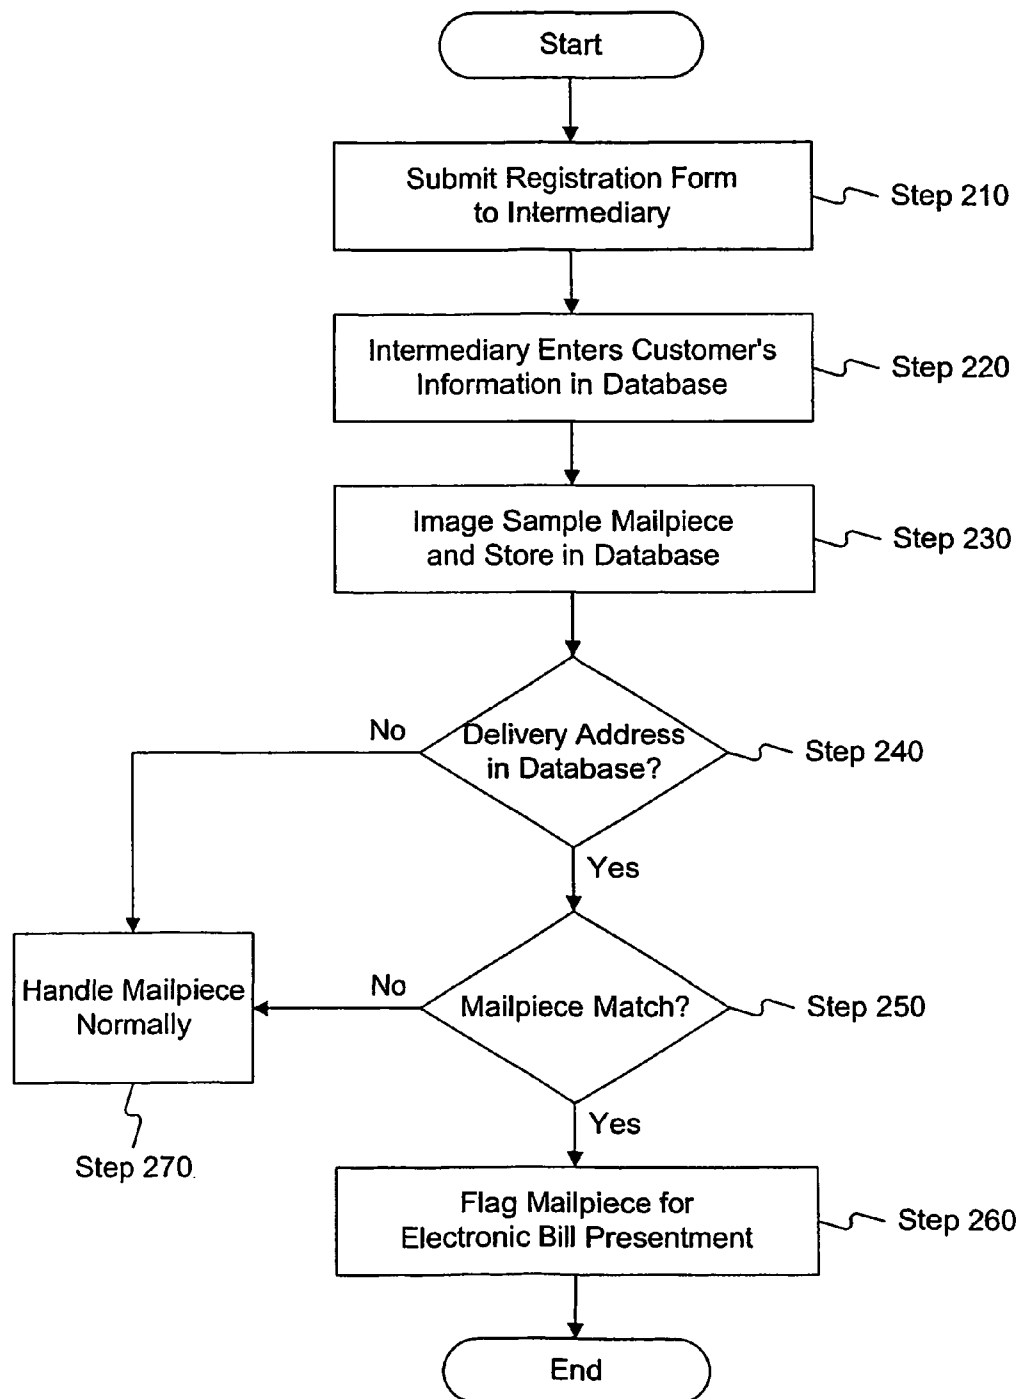 Start
Submit Registration Form
to Intermediary
Step 210
Intermediary Enters Customer's
Information in Database
Step 220
Image Sample Mailpiece
and Store in Database
Step 230
No
Delivery Address
in Database?
Step 240
Yes
Handle Mailpiece
Normally
No
Mailpiece Match?
Step 250
Yes
Step 270
Flag Mailpiece for
Electronic Bill Presentment
Step 260
End